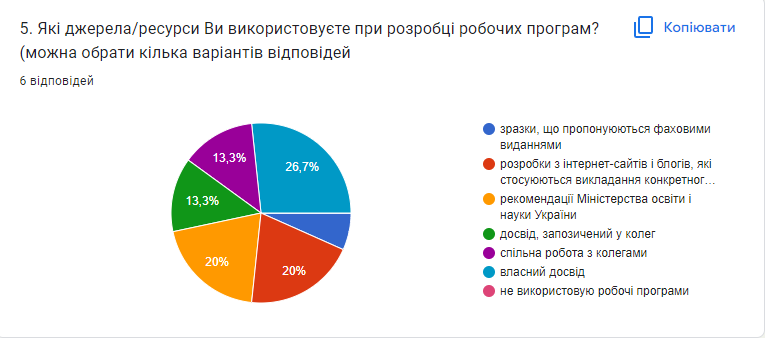 5. Які джерела/ресурси Ви використовуєте при розробці робочих програм?
(можна обрати кілька варіантів відповідей
Копіювати
6 відповідей
13,3%
26,7%
13,3%
20%
20%
зразки, що пропонуюються фаховими
виданнями
розробки з інтернет-сайтів і блогів, які
стосуються викладання конкретног...
рекомендації Міністерства освіти і
науки України
досвід, запозичений у колег
спільна робота з колегами
власний досвід
не використовую робочі програми